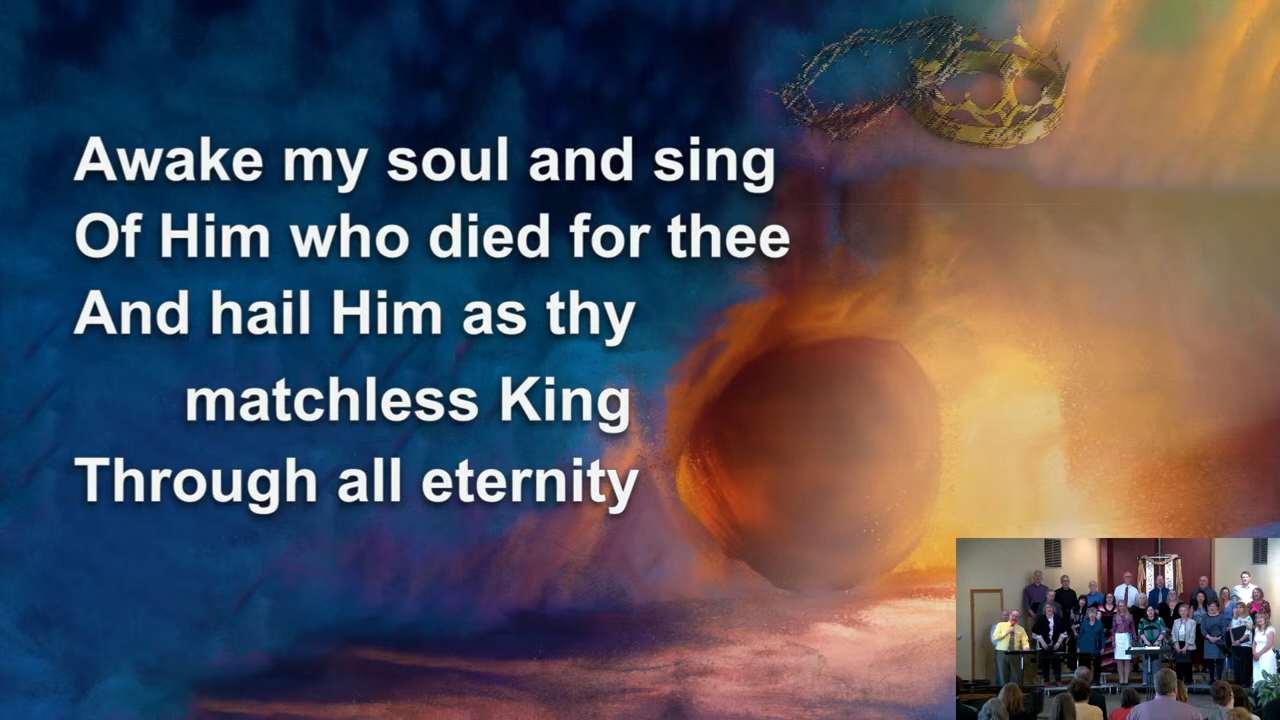 Awake my soul and sing
Of Him who died for thee
And hail Him as thy
matchless King
Through all eternity